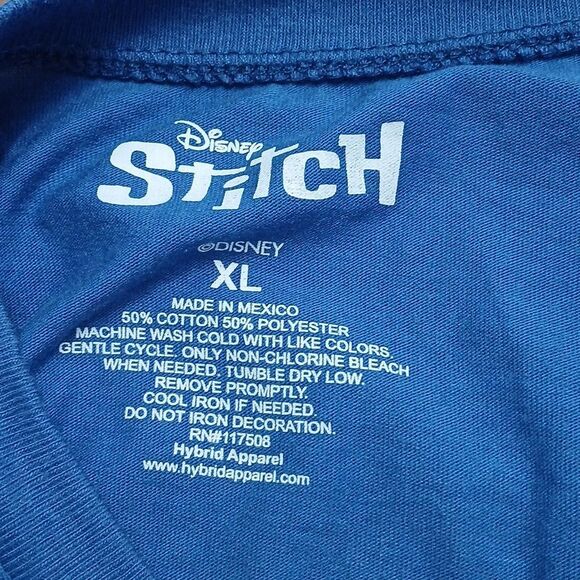 Disney
STITCH
©DISNEY
XL
MADE IN MEXICO
50% COTTON 50% POLYESTER
MACHINE WASH COLD WITH LIKE COLORS.
GENTLE CYCLE. ONLY NON-CHLORINE BLEACH
WHEN NEEDED. TUMBLE DRY LOW.
REMOVE PROMPTLY.
COOL IRON IF NEEDED.
DO NOT IRON DECORATION.
RN#117508
Hybrid Apparel
www.hybridapparel.com